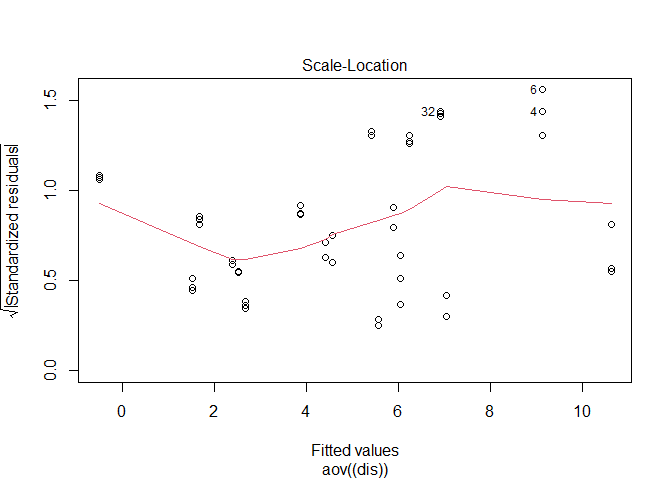 Scale-Location
√|Standardized residuals|
1.5
1.0
0.5
0.0
6
32
4
0 2 4 6 8 10
Fitted values
aov((dis))